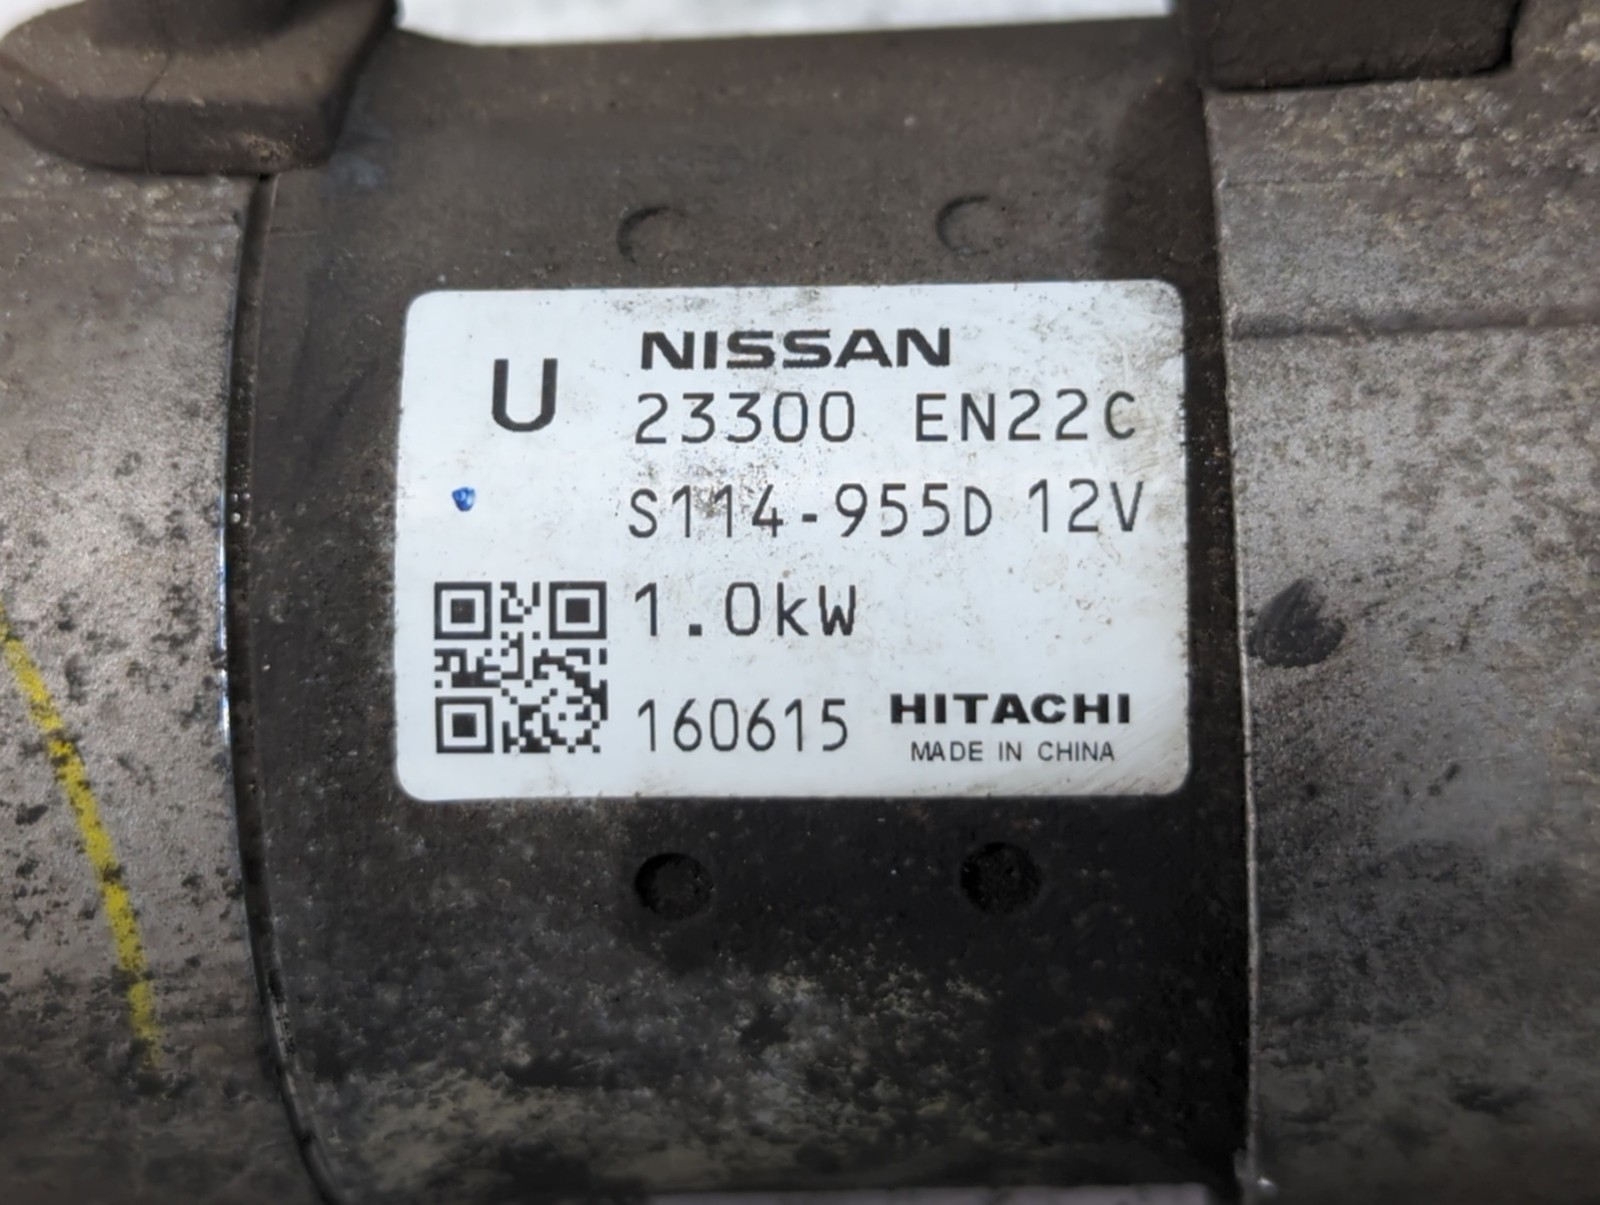 U
NISSAN
23300 EN22C
S114-955D 12V
1.0kW
160615
HITACHI
MADE IN CHINA